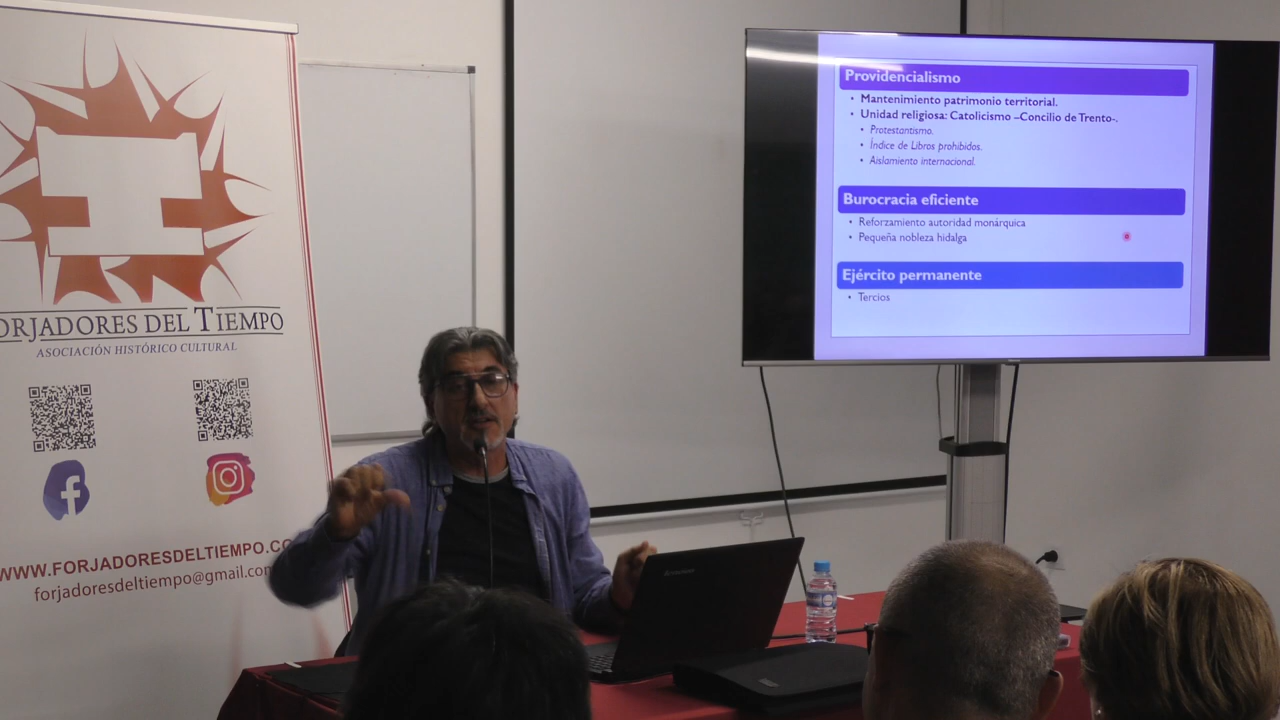 FORJADORES DEL TIEMPO
ASOCIACIÓN HISTÓRICO CULTURAL
WWW.FORJADORESDELTIEMPO.CO
forjadoresdeltiempo@gmail.com
Providencialismo
• Mantenimiento patrimonio territorial.
• Unidad religiosa: Catolicismo –Concilio de Trento-.
• Protestantismo.
• Índice de Libros prohibidos.
• Aislamiento internacional.
Burocracia eficiente
• Reforzamiento autoridad monárquica
• Pequeña nobleza hidalga
Ejército permanente
• Tercios
lenovo